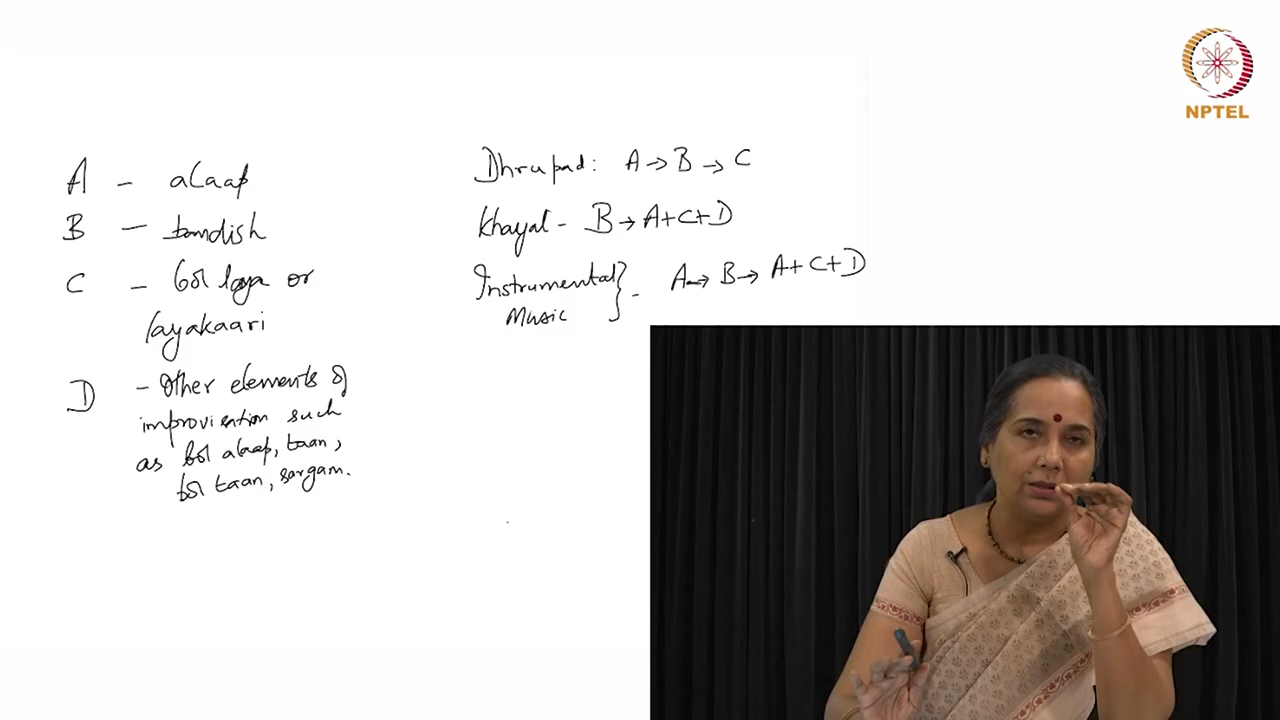 A - alaap
B - bandish
C - bol laya or
layakaari
D - Other elements of
improvisation such
as bol alaap, taan,
bol taan, sargam.
Dhrupad: A → B → C
Khayal - B → A+C+D
Instrumental } - A → B → A+C+D
Music
NPTEL